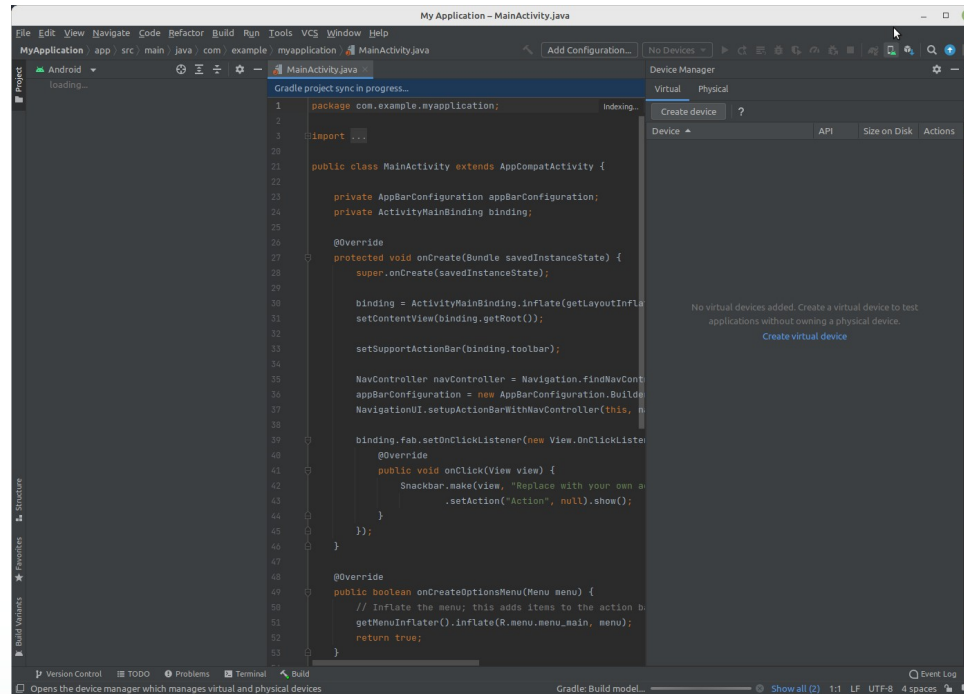 My Application – MainActivity.java
File Edit View Navigate Code Refactor Build Run Tools VCS Window Help
MyApplication app src main java com example myapplication MainActivity.java
Add Configuration... No Devices
Android
MainActivity.java
Device Manager
Project
loading...
Gradle project sync in progress...
Virtual Physical
Indexing...
Create device ?
Device API Size on Disk Actions
1 package com.example.myapplication;
2
3 import ...
20
21 public class MainActivity extends AppCompatActivity {
22
23 private AppBarConfiguration appBarConfiguration;
24 private ActivityMainBinding binding;
25
26 @Override
27 protected void onCreate(Bundle savedInstanceState) {
28 super.onCreate(savedInstanceState);
29
30 binding = ActivityMainBinding.inflate(getLayoutInfla
31 setContentView(binding.getRoot());
32
33 setSupportActionBar(binding.toolbar);
34
35 NavController navController = Navigation.findNavCont
36 appBarConfiguration = new AppBarConfiguration.Builde
37 NavigationUI.setupActionBarWithNavController(this, n
38
39 binding.fab.setOnClickListener(new View.OnClickListe
40 @Override
41 public void onClick(View view) {
42 Snackbar.make(view, "Replace with your own a
43 .setAction("Action", null).show();
44 }
45 });
46 }
47
48 @Override
49 public boolean onCreateOptionsMenu(Menu menu) {
50 // Inflate the menu; this adds items to the action b
51 getMenuInflater().inflate(R.menu.menu_main, menu);
52 return true;
53 }
No virtual devices added. Create a virtual device to test
applications without owning a physical device.
Create virtual device
Structure
Favorites
Build Variants
Version Control TODO Problems Terminal Build
Event Log
Opens the device manager which manages virtual and physical devices
Gradle: Build model... Show all (2) 1:1 LF UTF-8 4 spaces